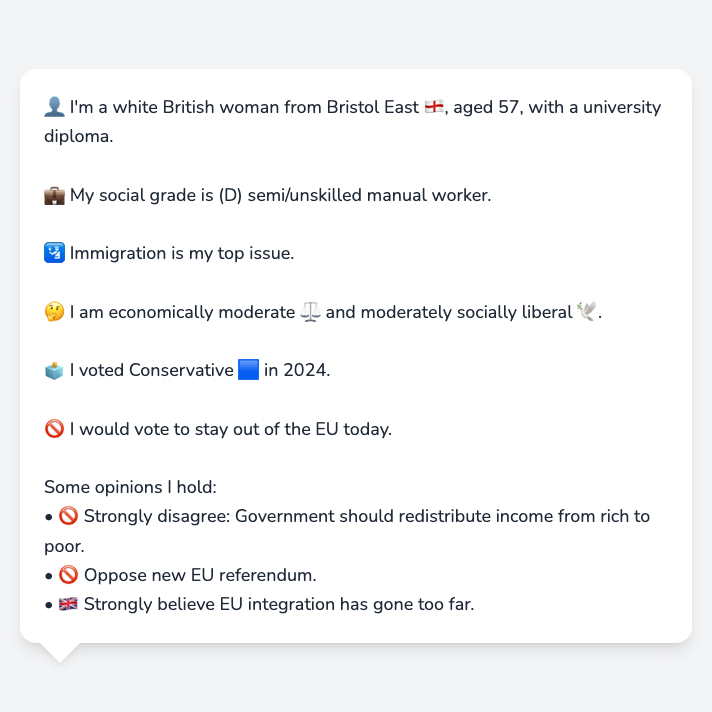 👤 I'm a white British woman from Bristol East 🏴󠁧󠁢󠁥󠁮󠁧󠁿, aged 57, with a university
diploma.
💼 My social grade is (D) semi/unskilled manual worker.
🛂 Immigration is my top issue.
🤔 I am economically moderate ⚖️ and moderately socially liberal 🕊️.
🗳️ I voted Conservative 🟦 in 2024.
🚫 I would vote to stay out of the EU today.
Some opinions I hold:
• 🚫 Strongly disagree: Government should redistribute income from rich to
poor.
• 🚫 Oppose new EU referendum.
• 🇬🇧 Strongly believe EU integration has gone too far.